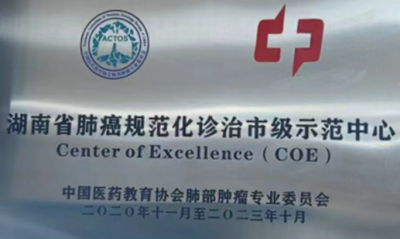 ACTOS
湖南省肺癌规范化诊治市级示范中心
Center of Excellence(COE)
中国医药教育协会肺部肿瘤专业委员会
二〇二〇年十一月至二〇二三年十月